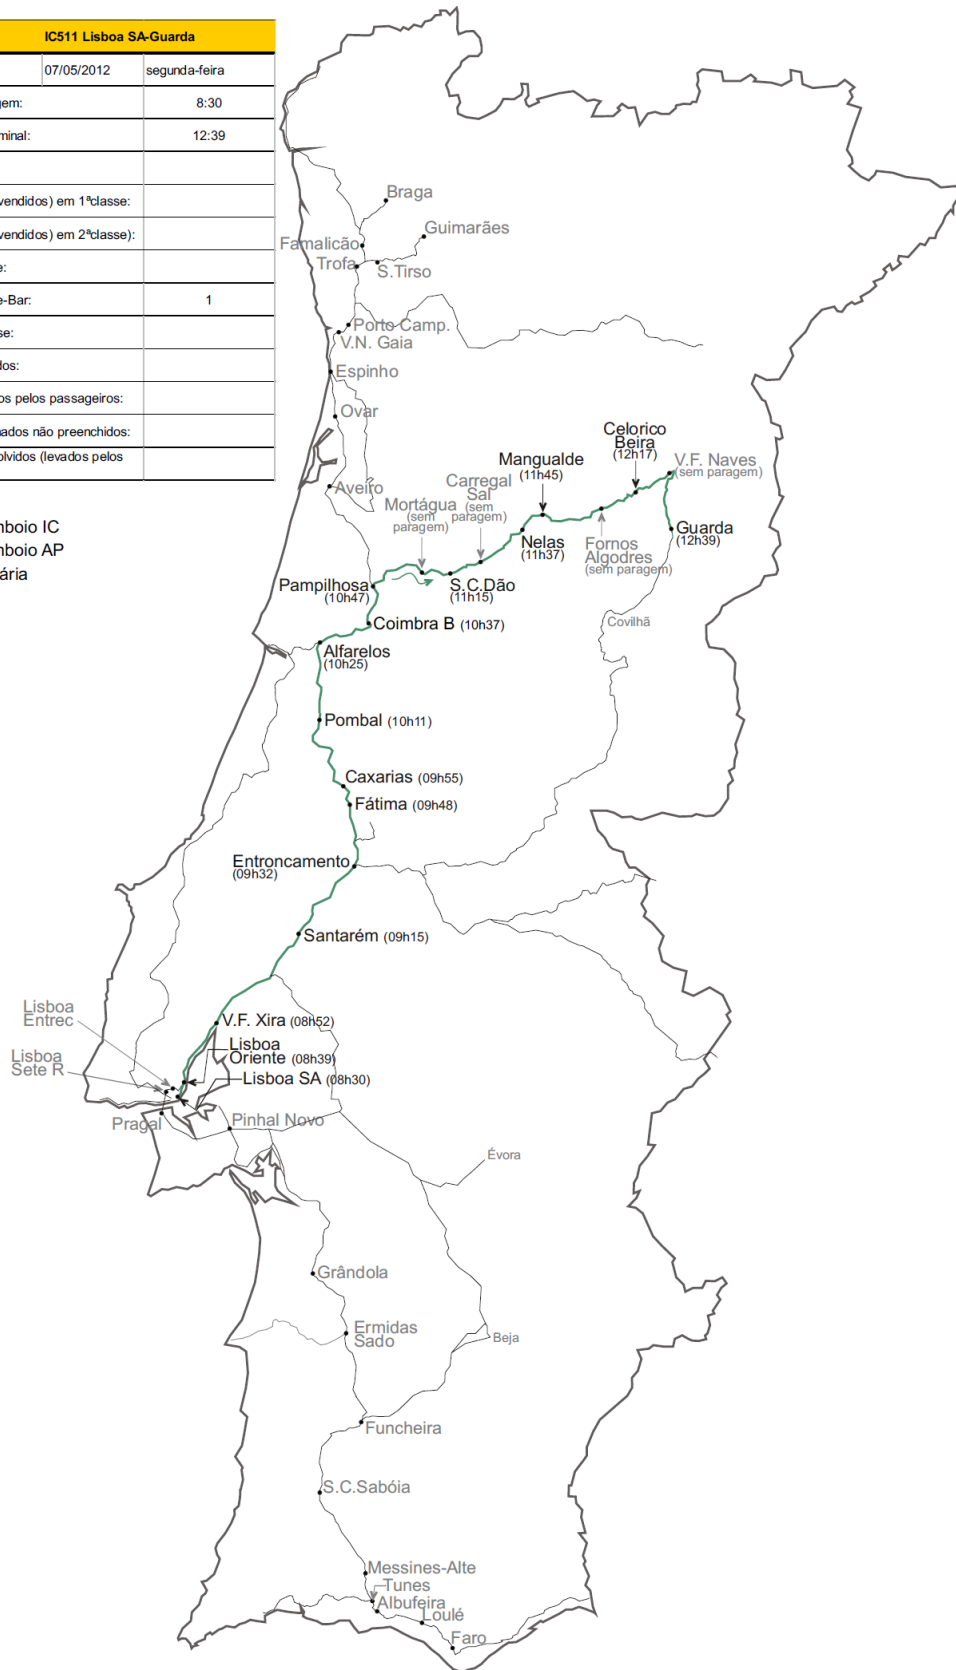 IC511 Lisboa SA-Guarda
07/05/2012 segunda-feira
gem: 8:30
minal: 12:39
vendidos) em 1ªclasse:
vendidos) em 2ªclasse):
e:
e-Bar: 1
se:
dos:
os pelos passageiros:
nados não preenchidos:
olvidos (levados pelos
mboio IC
mboio AP
ária
Braga
Guimarães
Famalicão
Trofa
S.Tirso
Porto Camp.
V.N. Gaia
Espinho
Ovar
Aveiro
Celorico
Beira
(12h17)
V.F. Naves
(sem paragem)
Mangualde
(11h45)
Carregal
Sal
(sem
paragem)
Mortágua
(sem
paragem)
Nelas
(11h37)
Fornos
Algodres
(sem paragem)
Guarda
(12h39)
Pampilhosa
(10h47)
S.C.Dão
(11h15)
Covilhã
Coimbra B (10h37)
Alfarelos
(10h25)
Pombal (10h11)
Caxarias (09h55)
Fátima (09h48)
Entroncamento
(09h32)
Santarém (09h15)
Lisboa
Entrec
V.F. Xira (08h52)
Lisboa
Oriente (08h39)
Lisboa
Sete R
Lisboa SA (08h30)
Pragal
Pinhal Novo
Évora
Grândola
Ermidas
Sado
Beja
Funcheira
S.C.Sabóia
Messines-Alte
Tunes
Albufeira
Loulé
Faro